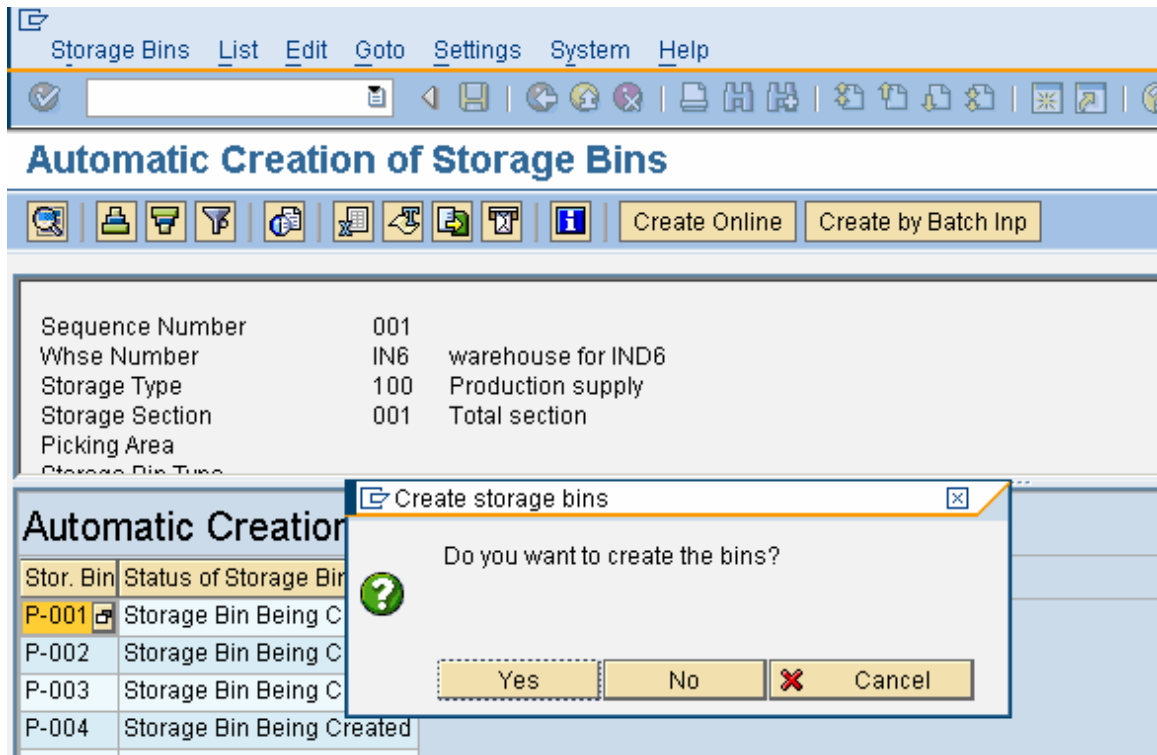 Storage Bins List Edit Goto Settings System Help
Automatic Creation of Storage Bins
Create Online Create by Batch Inp
Sequence Number 001
Whse Number IN6 warehouse for IND6
Storage Type 100 Production supply
Storage Section 001 Total section
Picking Area
Storage Bin Type
Create storage bins
Do you want to create the bins?
Yes No Cancel
Automatic Creation
Stor. Bin Status of Storage Bin
P-001 Storage Bin Being C
P-002 Storage Bin Being C
P-003 Storage Bin Being C
P-004 Storage Bin Being Created